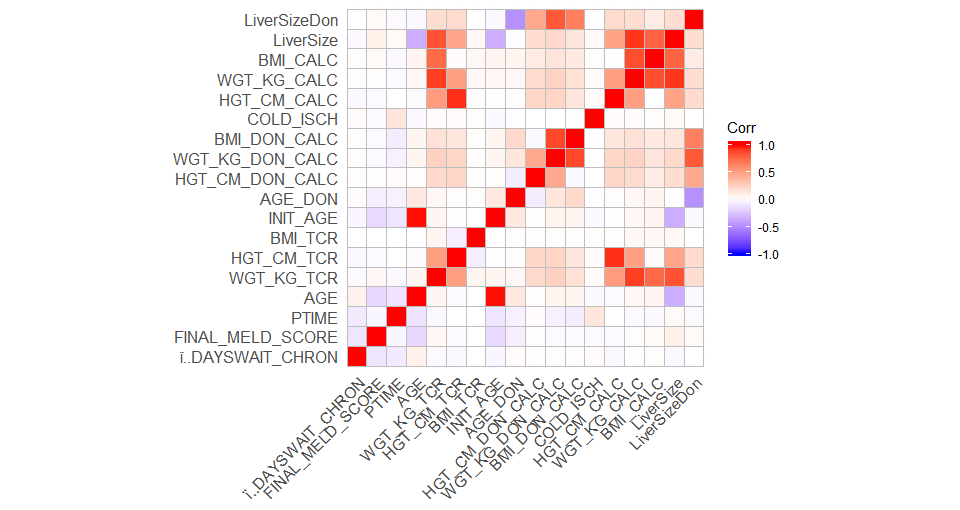 LiverSizeDon
LiverSize
BMI_CALC
WGT_KG_CALC
HGT_CM_CALC
COLD_ISCH
BMI_DON_CALC
WGT_KG_DON_CALC
HGT_CM_DON_CALC
AGE_DON
INIT_AGE
BMI_TCR
HGT_CM_TCR
WGT_KG_TCR
AGE
PTIME
FINAL_MELD_SCORE
ï..DAYSWAIT_CHRON
ï..DAYSWAIT_CHRON
FINAL_MELD_SCORE
PTIME
AGE
WGT_KG_TCR
HGT_CM_TCR
BMI_TCR
INIT_AGE
AGE_DON
HGT_CM_DON_CALC
WGT_KG_DON_CALC
BMI_DON_CALC
COLD_ISCH
HGT_CM_CALC
WGT_KG_CALC
BMI_CALC
LiverSize
LiverSizeDon
Corr
1.0
0.5
0.0
-0.5
-1.0